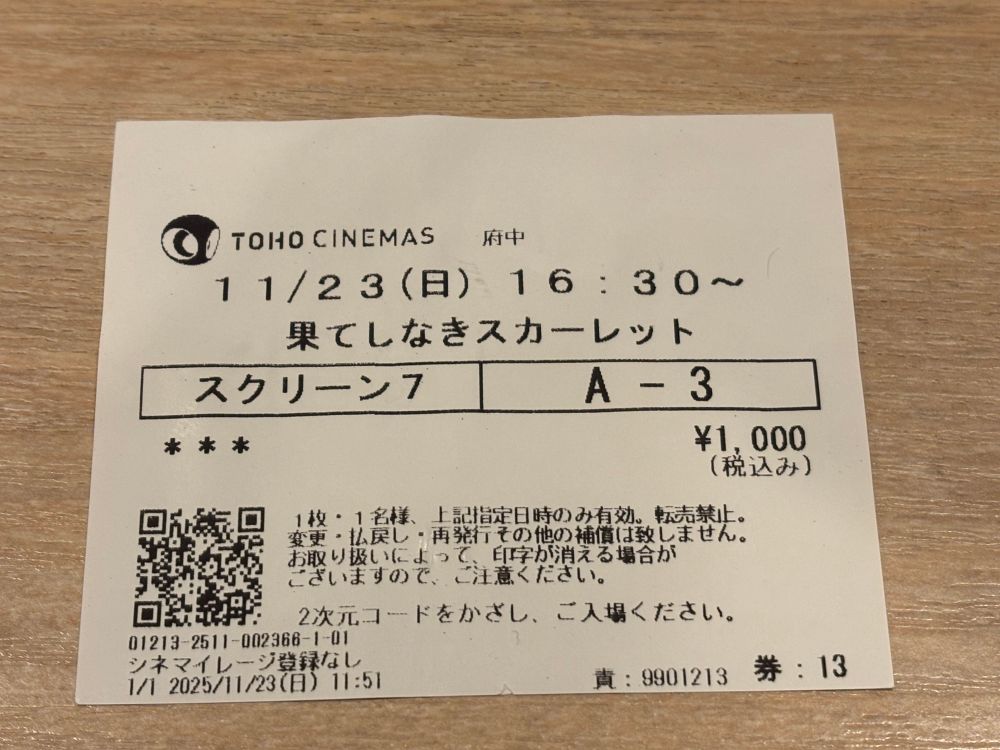 TOHO CINEMAS 府中
11/23(日) 16:30～
果てしなきスカーレット
スクリーン7 A－3
＊＊＊ ¥1,000
(税込み)
1枚・1名様、上記指定日時のみ有効。転売禁止。
変更・払戻し・再発行その他の補償は致しません。
お取り扱いによって、印字が消える場合が
ございますので、ご注意ください。
2次元コードをかざし、ご入場ください。
01213-2511-002366-1-01
シネマイレージ登録なし
1/1 2025/11/23(日) 11:51 責:9901213 券:13